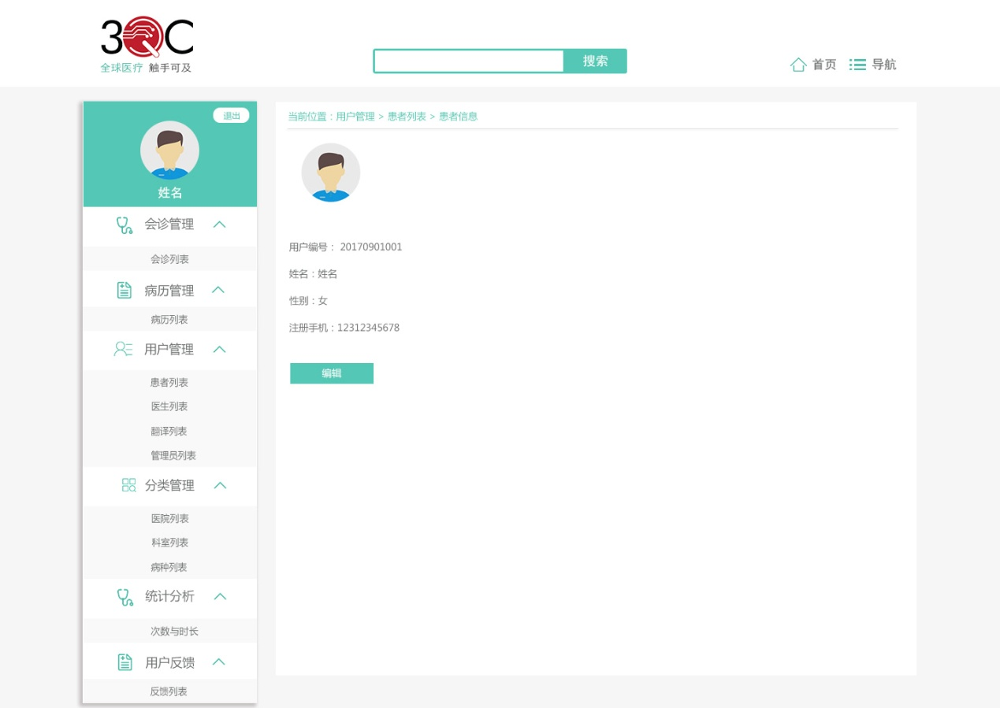 3QC
全球医疗 触手可及
搜索
首页
导航
退出
姓名
会诊管理
会诊列表
病历管理
病历列表
用户管理
患者列表
医生列表
翻译列表
管理员列表
分类管理
医院列表
科室列表
病种列表
统计分析
次数与时长
用户反馈
反馈列表
当前位置：用户管理 > 患者列表 > 患者信息
用户编号： 20170901001
姓名：姓名
性别：女
注册手机：12312345678
编辑